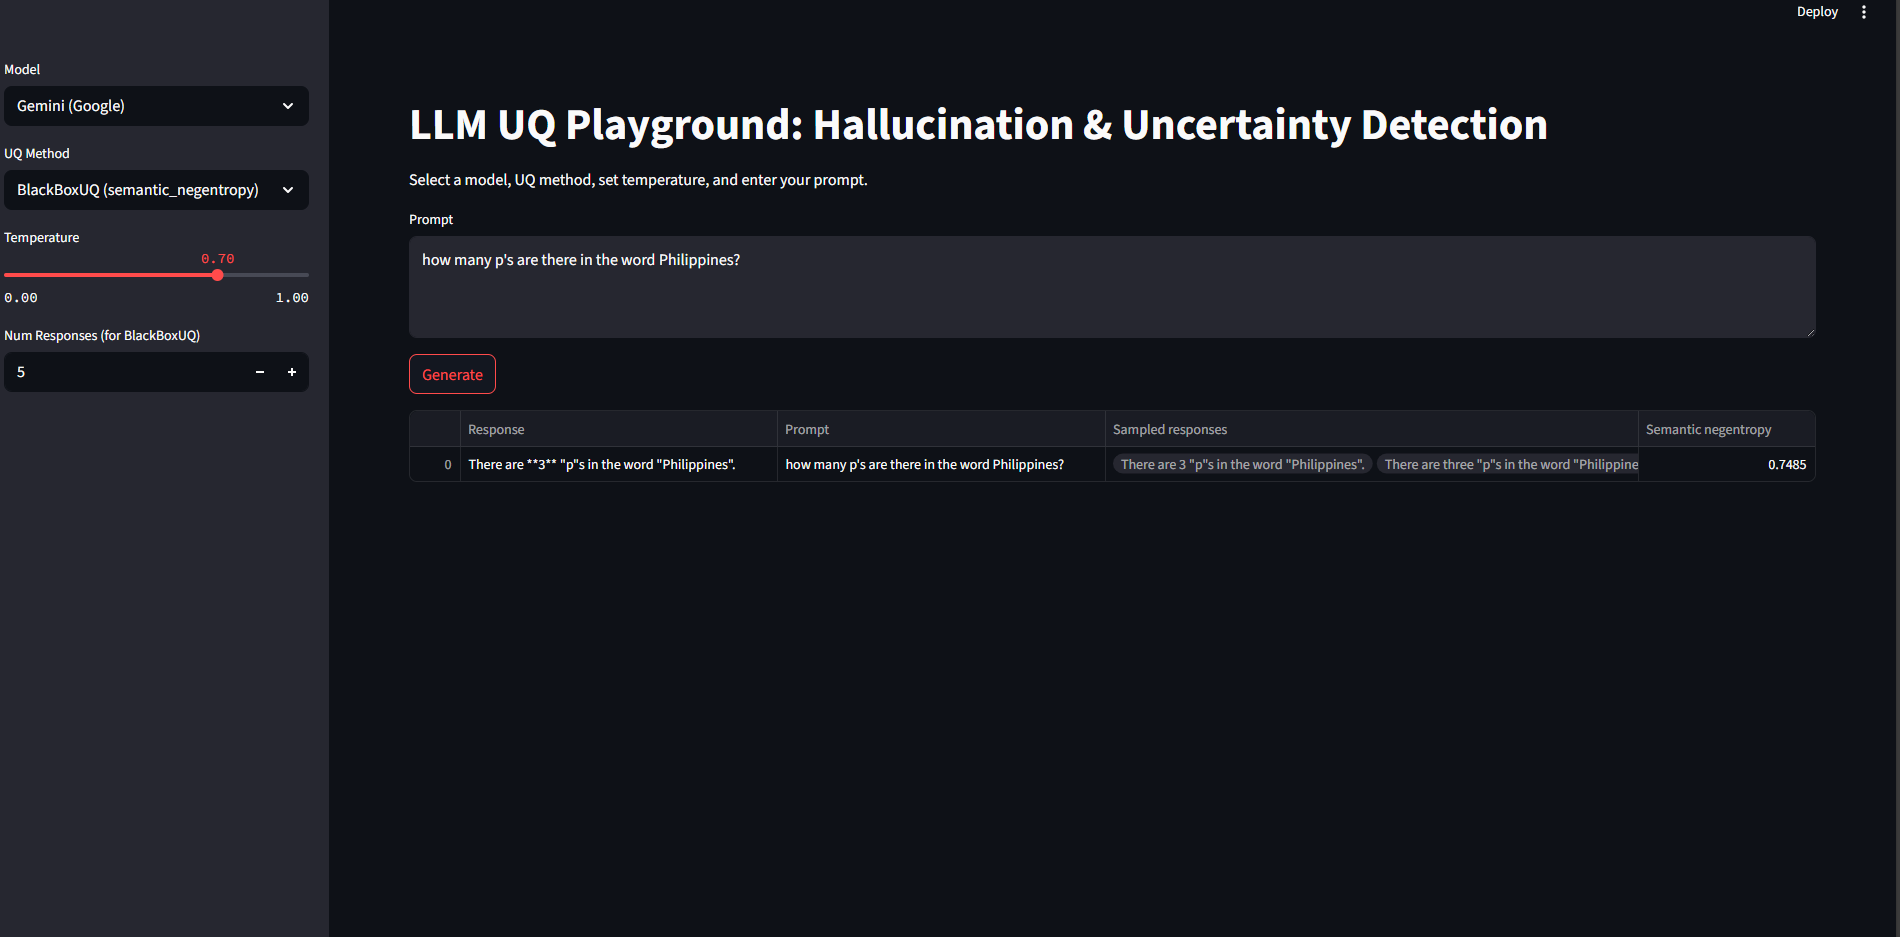 Deploy
Model
Gemini (Google)
UQ Method
BlackBoxUQ (semantic_negentropy)
Temperature
0.70
0.00 1.00
Num Responses (for BlackBoxUQ)
5
LLM UQ Playground: Hallucination & Uncertainty Detection
Select a model, UQ method, set temperature, and enter your prompt.
Prompt
how many p's are there in the word Philippines?
Generate
Response Prompt Sampled responses Semantic negentropy
0 There are **3** "p"s in the word "Philippines". how many p's are there in the word Philippines? There are 3 "p"s in the word "Philippines". There are three "p"s in the word "Philippine 0.7485